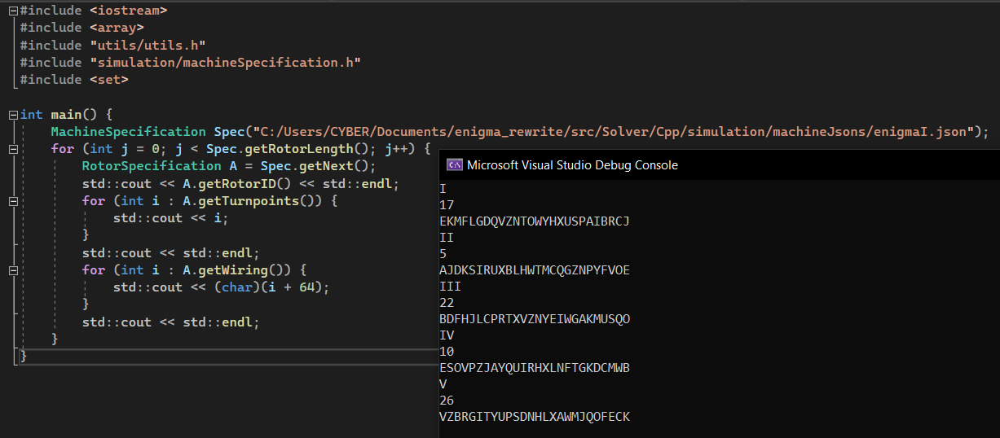 #include <iostream>
#include <array>
#include "utils/utils.h"
#include "simulation/machineSpecification.h"
#include <set>
int main() {
MachineSpecification Spec("C:/Users/CYBER/Documents/enigma_rewrite/src/Solver/Cpp/simulation/machineJsons/enigmaI.json");
for (int j = 0; j < Spec.getRotorLength(); j++) {
RotorSpecification A = Spec.getNext();
std::cout << A.getRotorID() << std::endl;
for (int i : A.getTurnpoints()) {
std::cout << i;
}
std::cout << std::endl;
for (int i : A.getWiring()) {
std::cout << (char)(i + 64);
}
std::cout << std::endl;
}
}
Microsoft Visual Studio Debug Console
I
17
EKMFLGDQVZNTOWYHXUSPAIBRCJ
II
5
AJDKSIRUXBLHWTMCQGZNPYFVOE
III
22
BDFHJLCPRTXVZNYEIWGAKMUSQO
IV
10
ESOVPZJAYQUIRHXLNFTGKDCMWB
V
26
VZBRGITYUPSDNHLXAWMJQOFECK